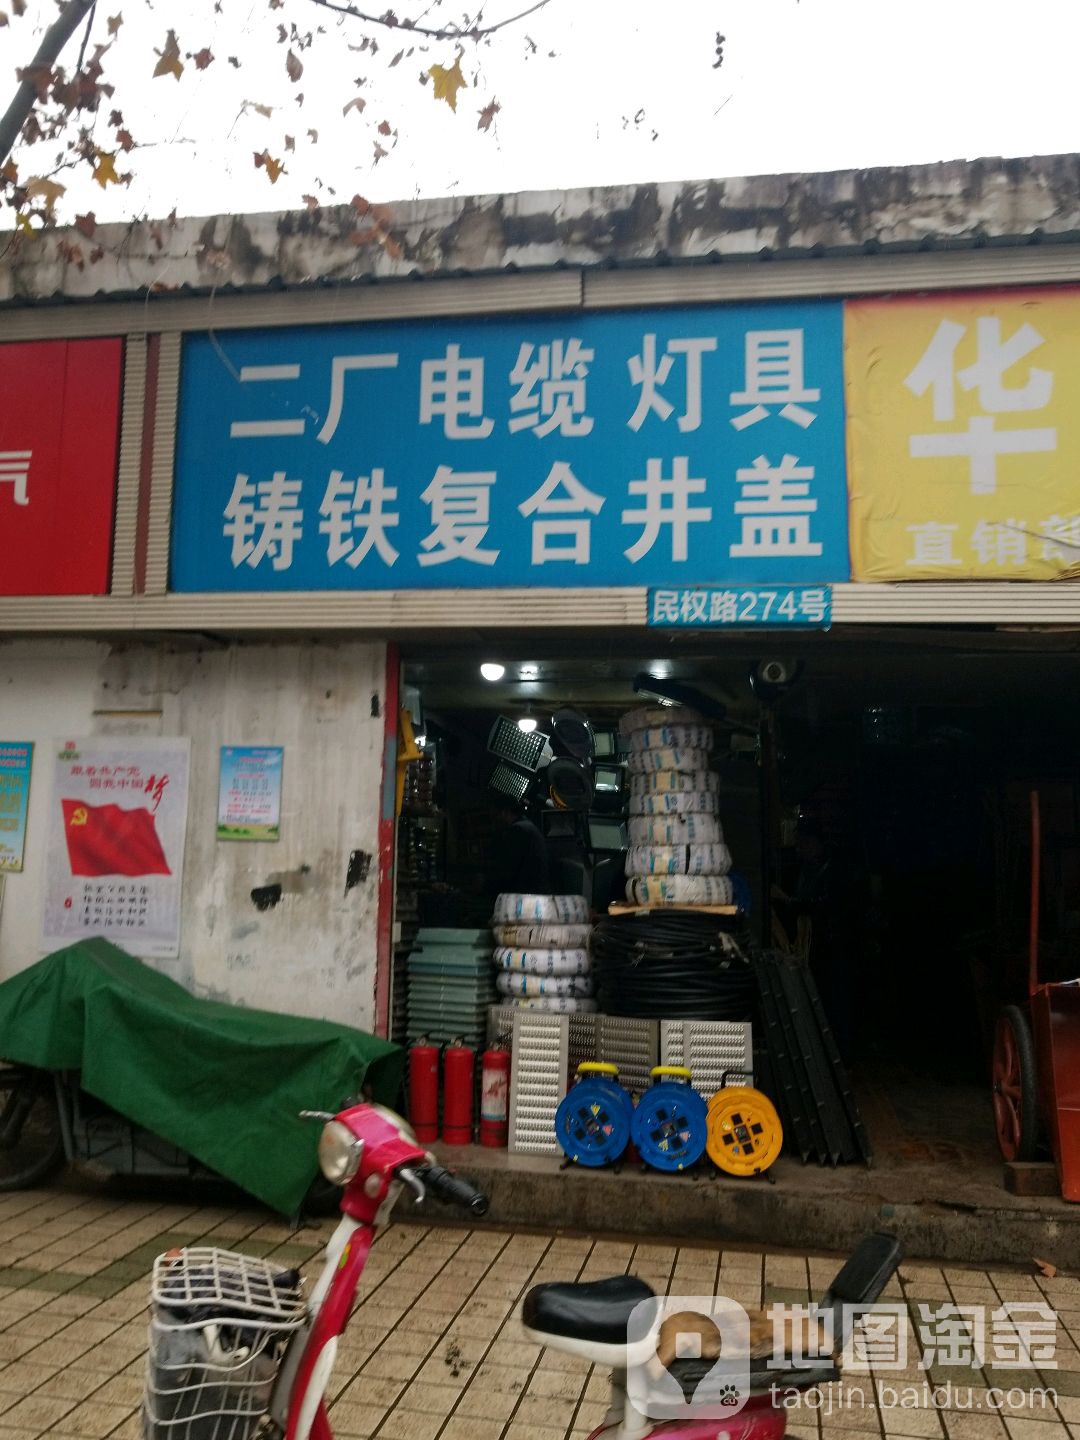 二厂电缆 灯具
铸铁复合井盖
华
直销
民权路274号
气
跟着共产党
圆我中国梦
地图淘金
taojin.baidu.com